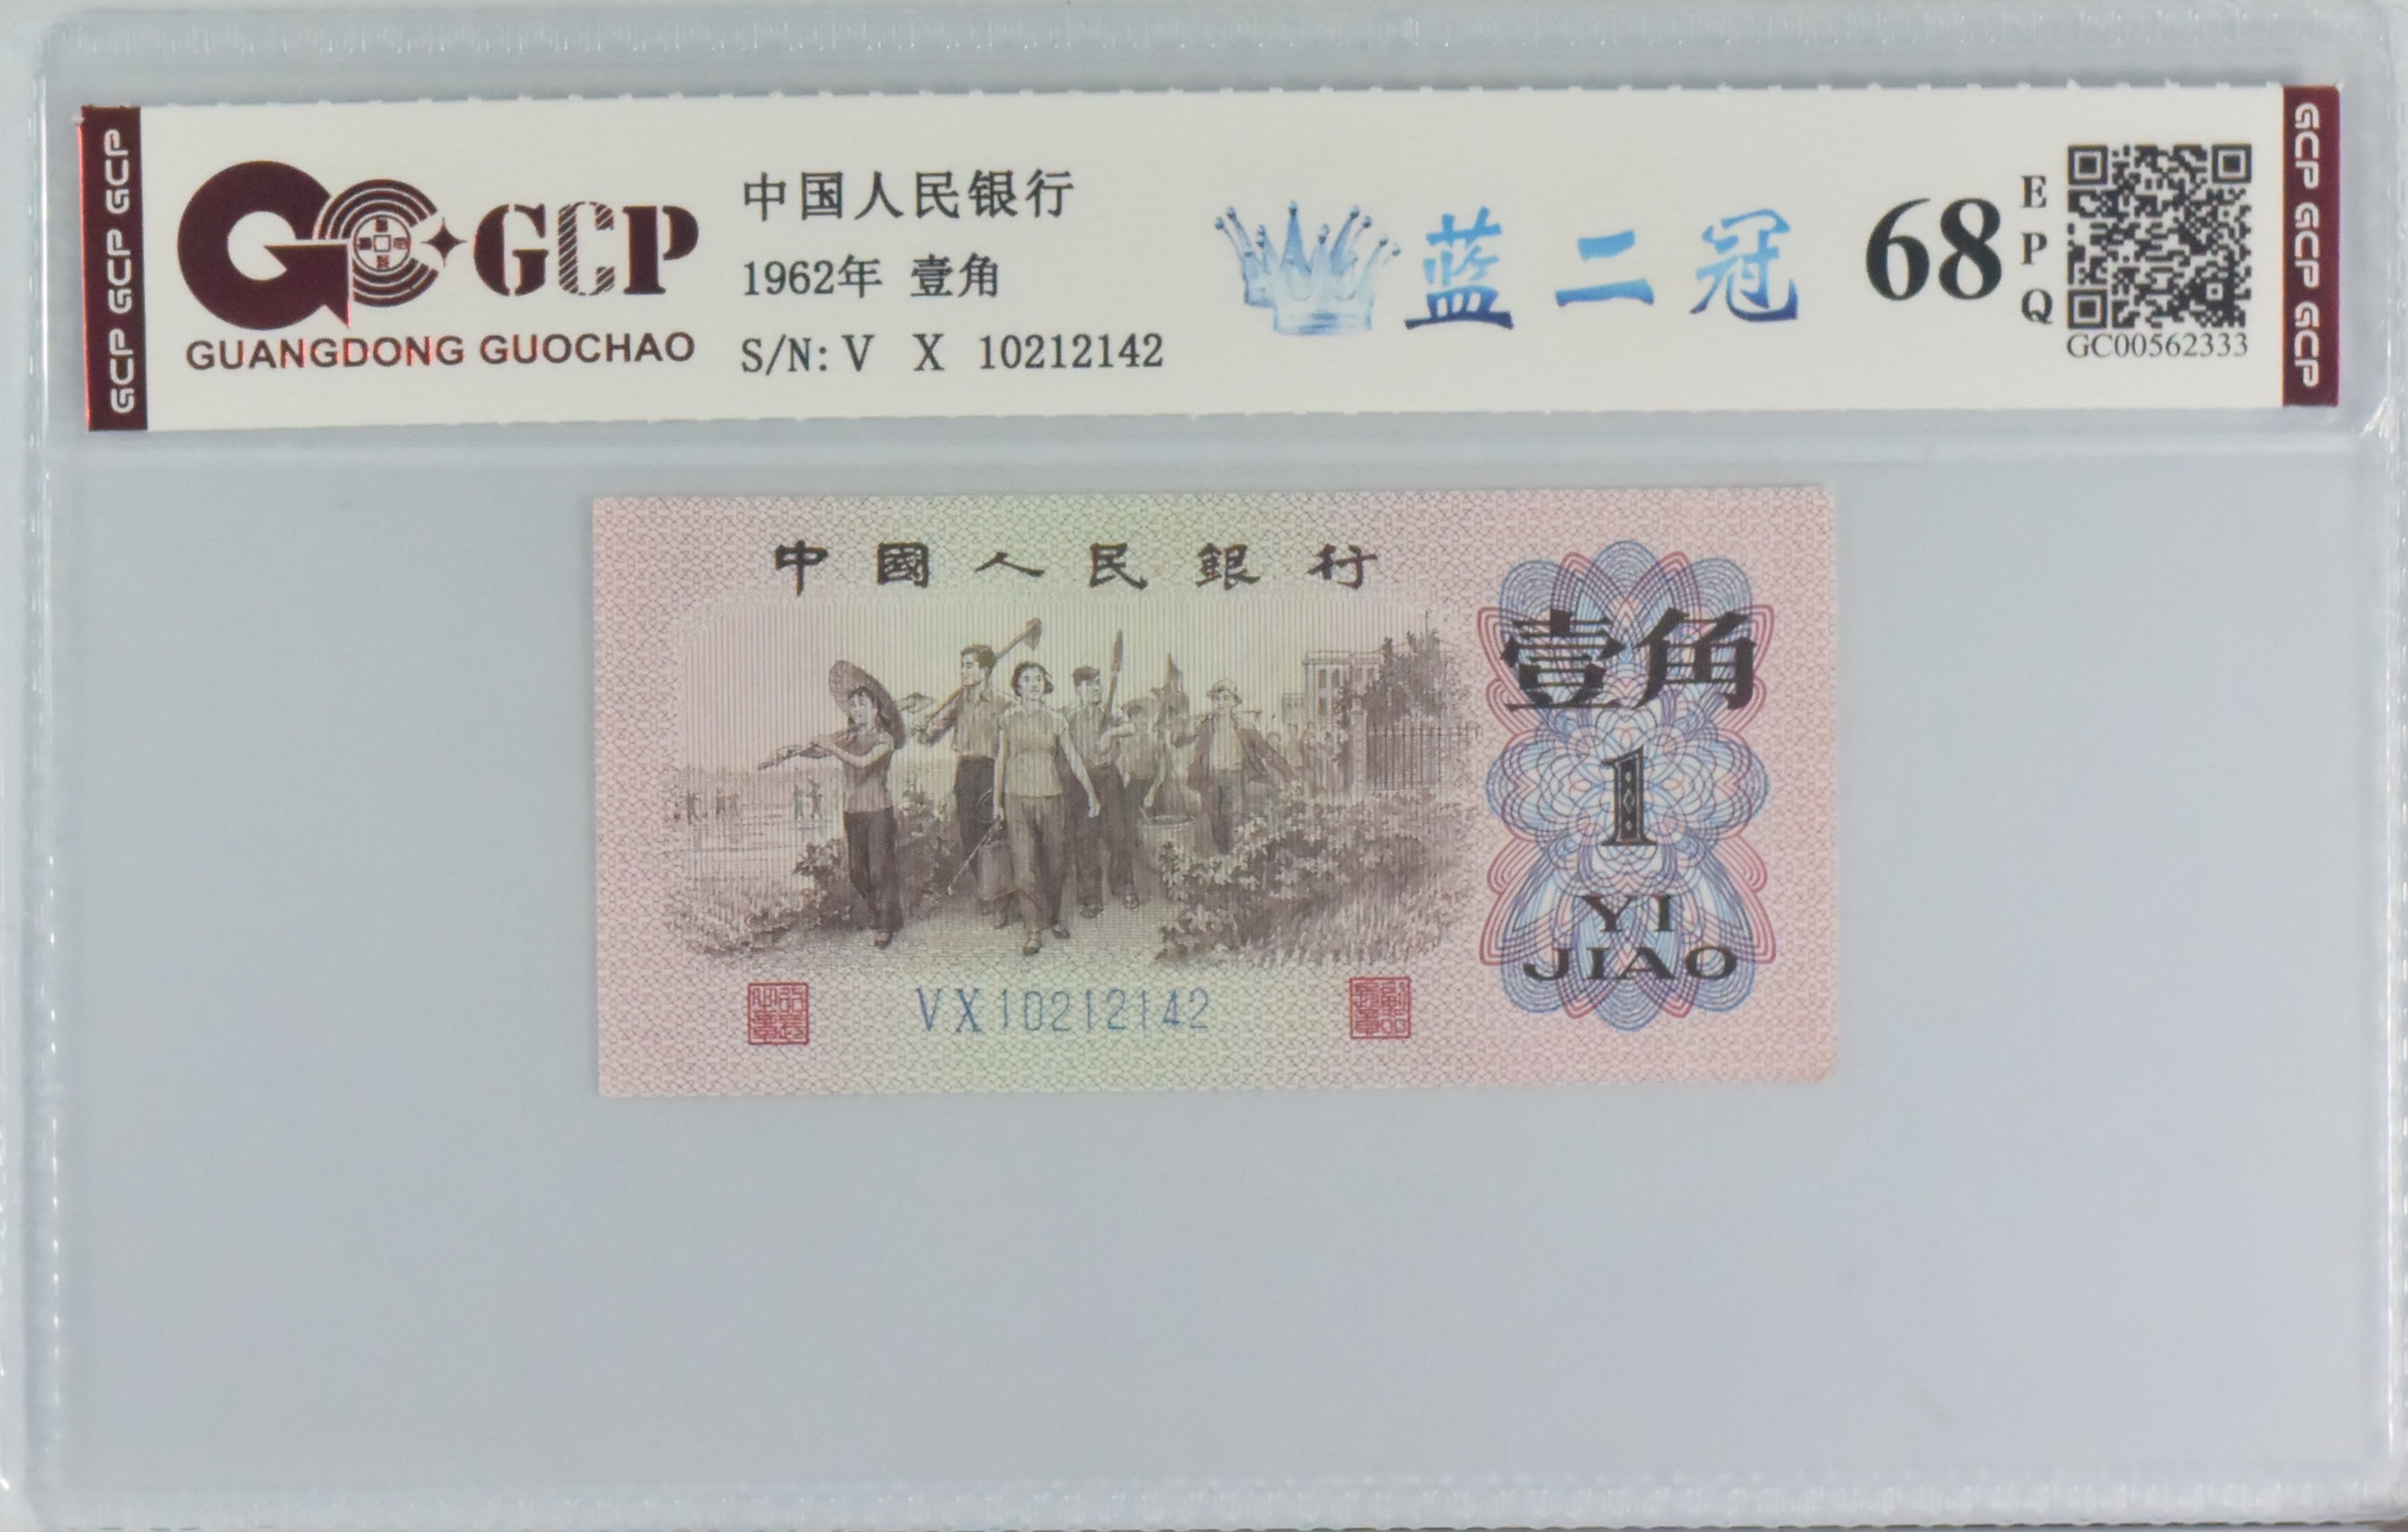 GCP GCP GCP
GCP
GUANGDONG GUOCHAO
中国人民银行
1962年 壹角
S/N: V X 10212142
蓝二冠
68
EPQ
GC00562333
GCP GCP GCP
中國人民銀行
壹角
1
YI
JIAO
VX10212142